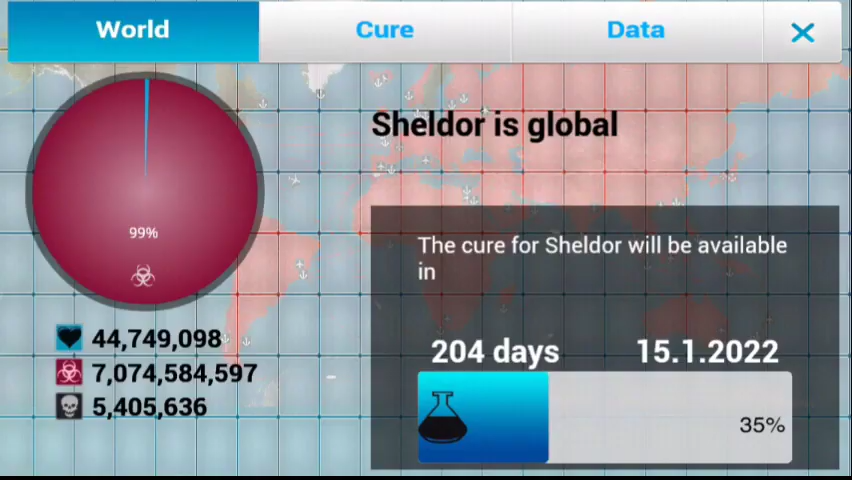 World
Cure
Data
Sheldor is global
99%
The cure for Sheldor will be available
in
44,749,098
204 days
15.1.2022
7,074,584,597
5,405,636
35%